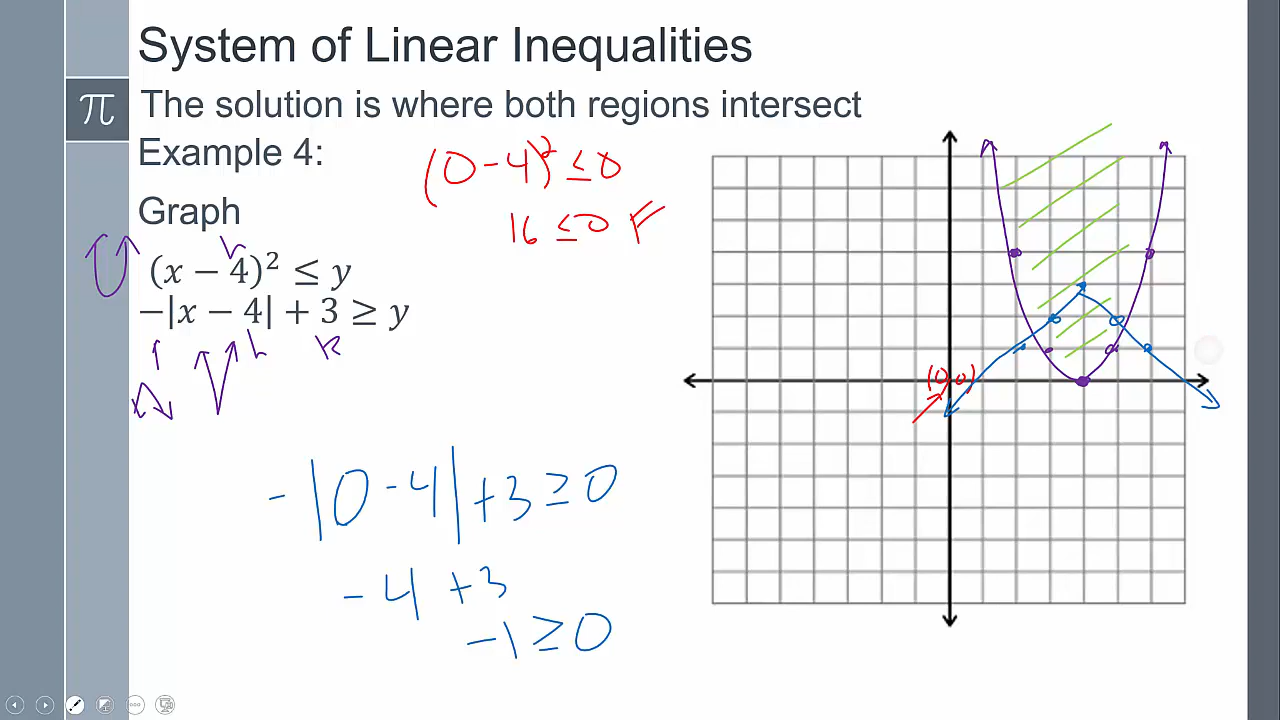 System of Linear Inequalities
π
The solution is where both regions intersect
Example 4:
(0-4)² ≤ 0
16 ≤ 0 F
Graph
h
(x − 4)² ≤ y
−|x − 4| + 3 ≥ y
h k
(0,0)
-|0-4|+3≥0
-4 +3
-1≥0